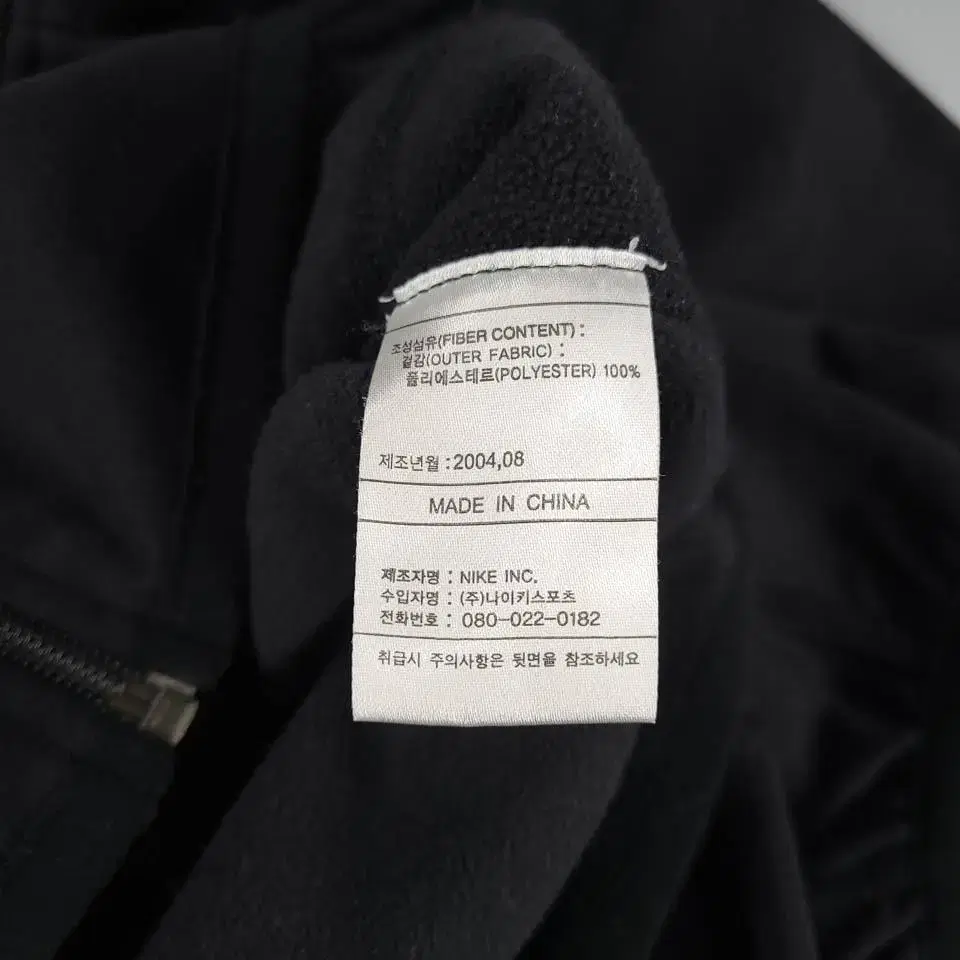 조성섬유(FIBER CONTENT) :
겉감(OUTER FABRIC) :
폴리에스테르(POLYESTER) 100%
제조년월 : 2004,08
MADE IN CHINA
제조자명 : NIKE INC.
수입자명 : (주)나이키스포츠
전화번호 : 080-022-0182
취급시 주의사항은 뒷면을 참조하세요